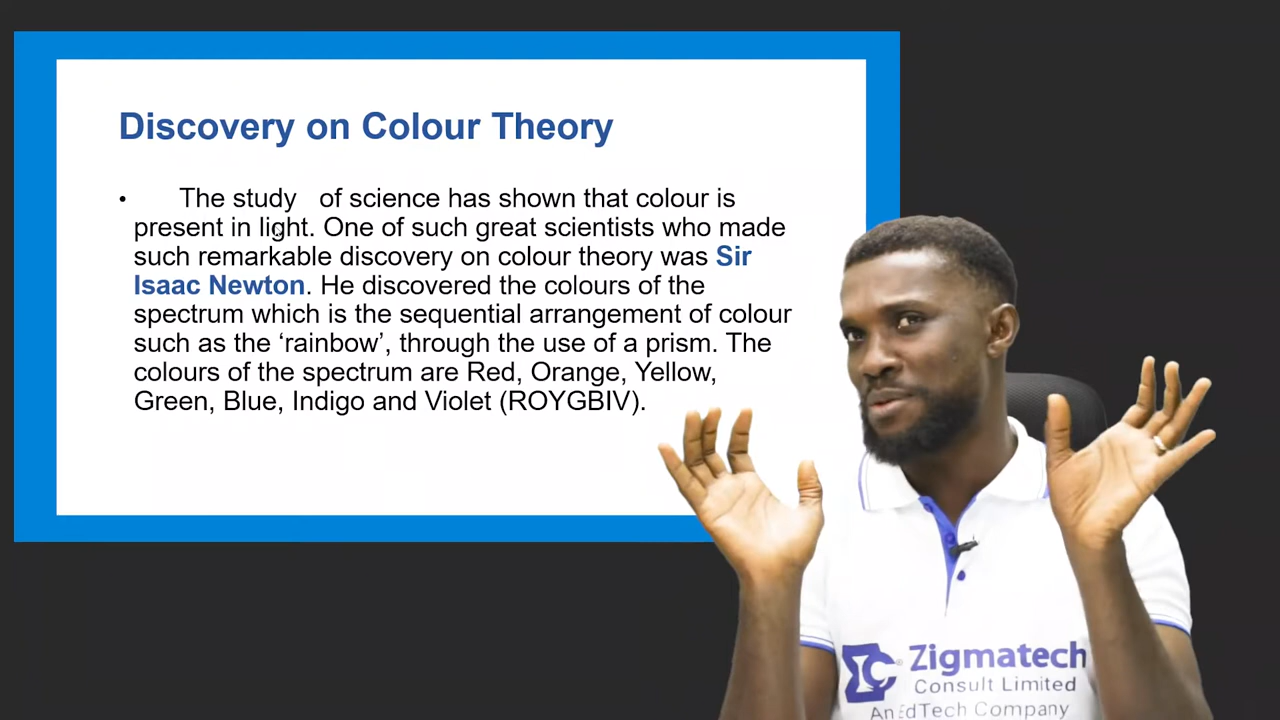 Discovery on Colour Theory
• The study of science has shown that colour is
present in light. One of such great scientists who made
such remarkable discovery on colour theory was Sir
Isaac Newton. He discovered the colours of the
spectrum which is the sequential arrangement of colour
such as the ‘rainbow’, through the use of a prism. The
colours of the spectrum are Red, Orange, Yellow,
Green, Blue, Indigo and Violet (ROYGBIV).
Zigmatech
Consult Limited
An EdTech Company